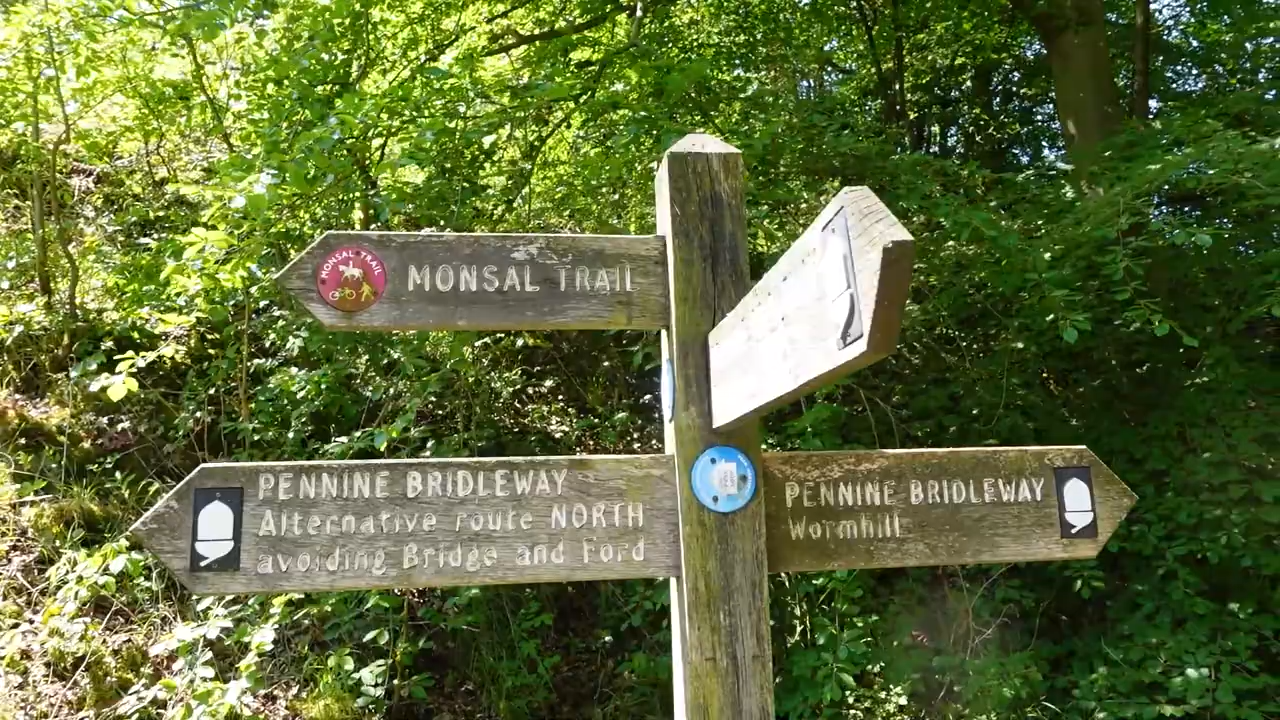 MONSAL TRAIL
MONSAL TRAIL
PENNINE BRIDLEWAY
Alternative route NORTH
avoiding Bridge and Ford
PENNINE BRIDLEWAY
Wormhill